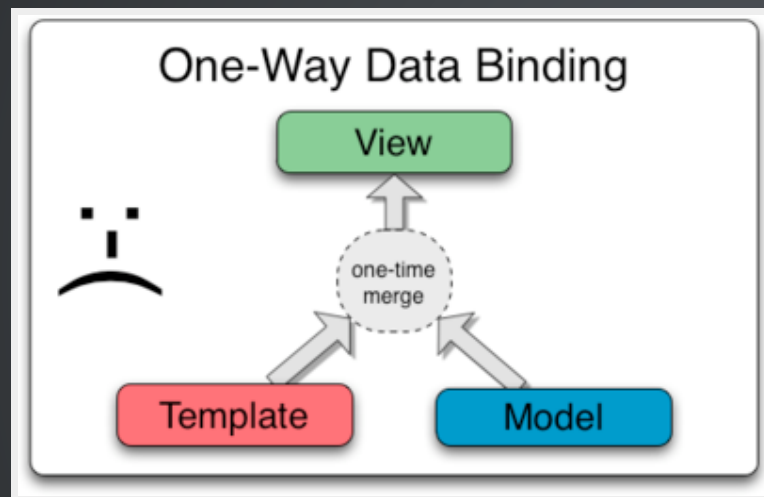 One-Way Data Binding
View
one-time
merge
Template
Model